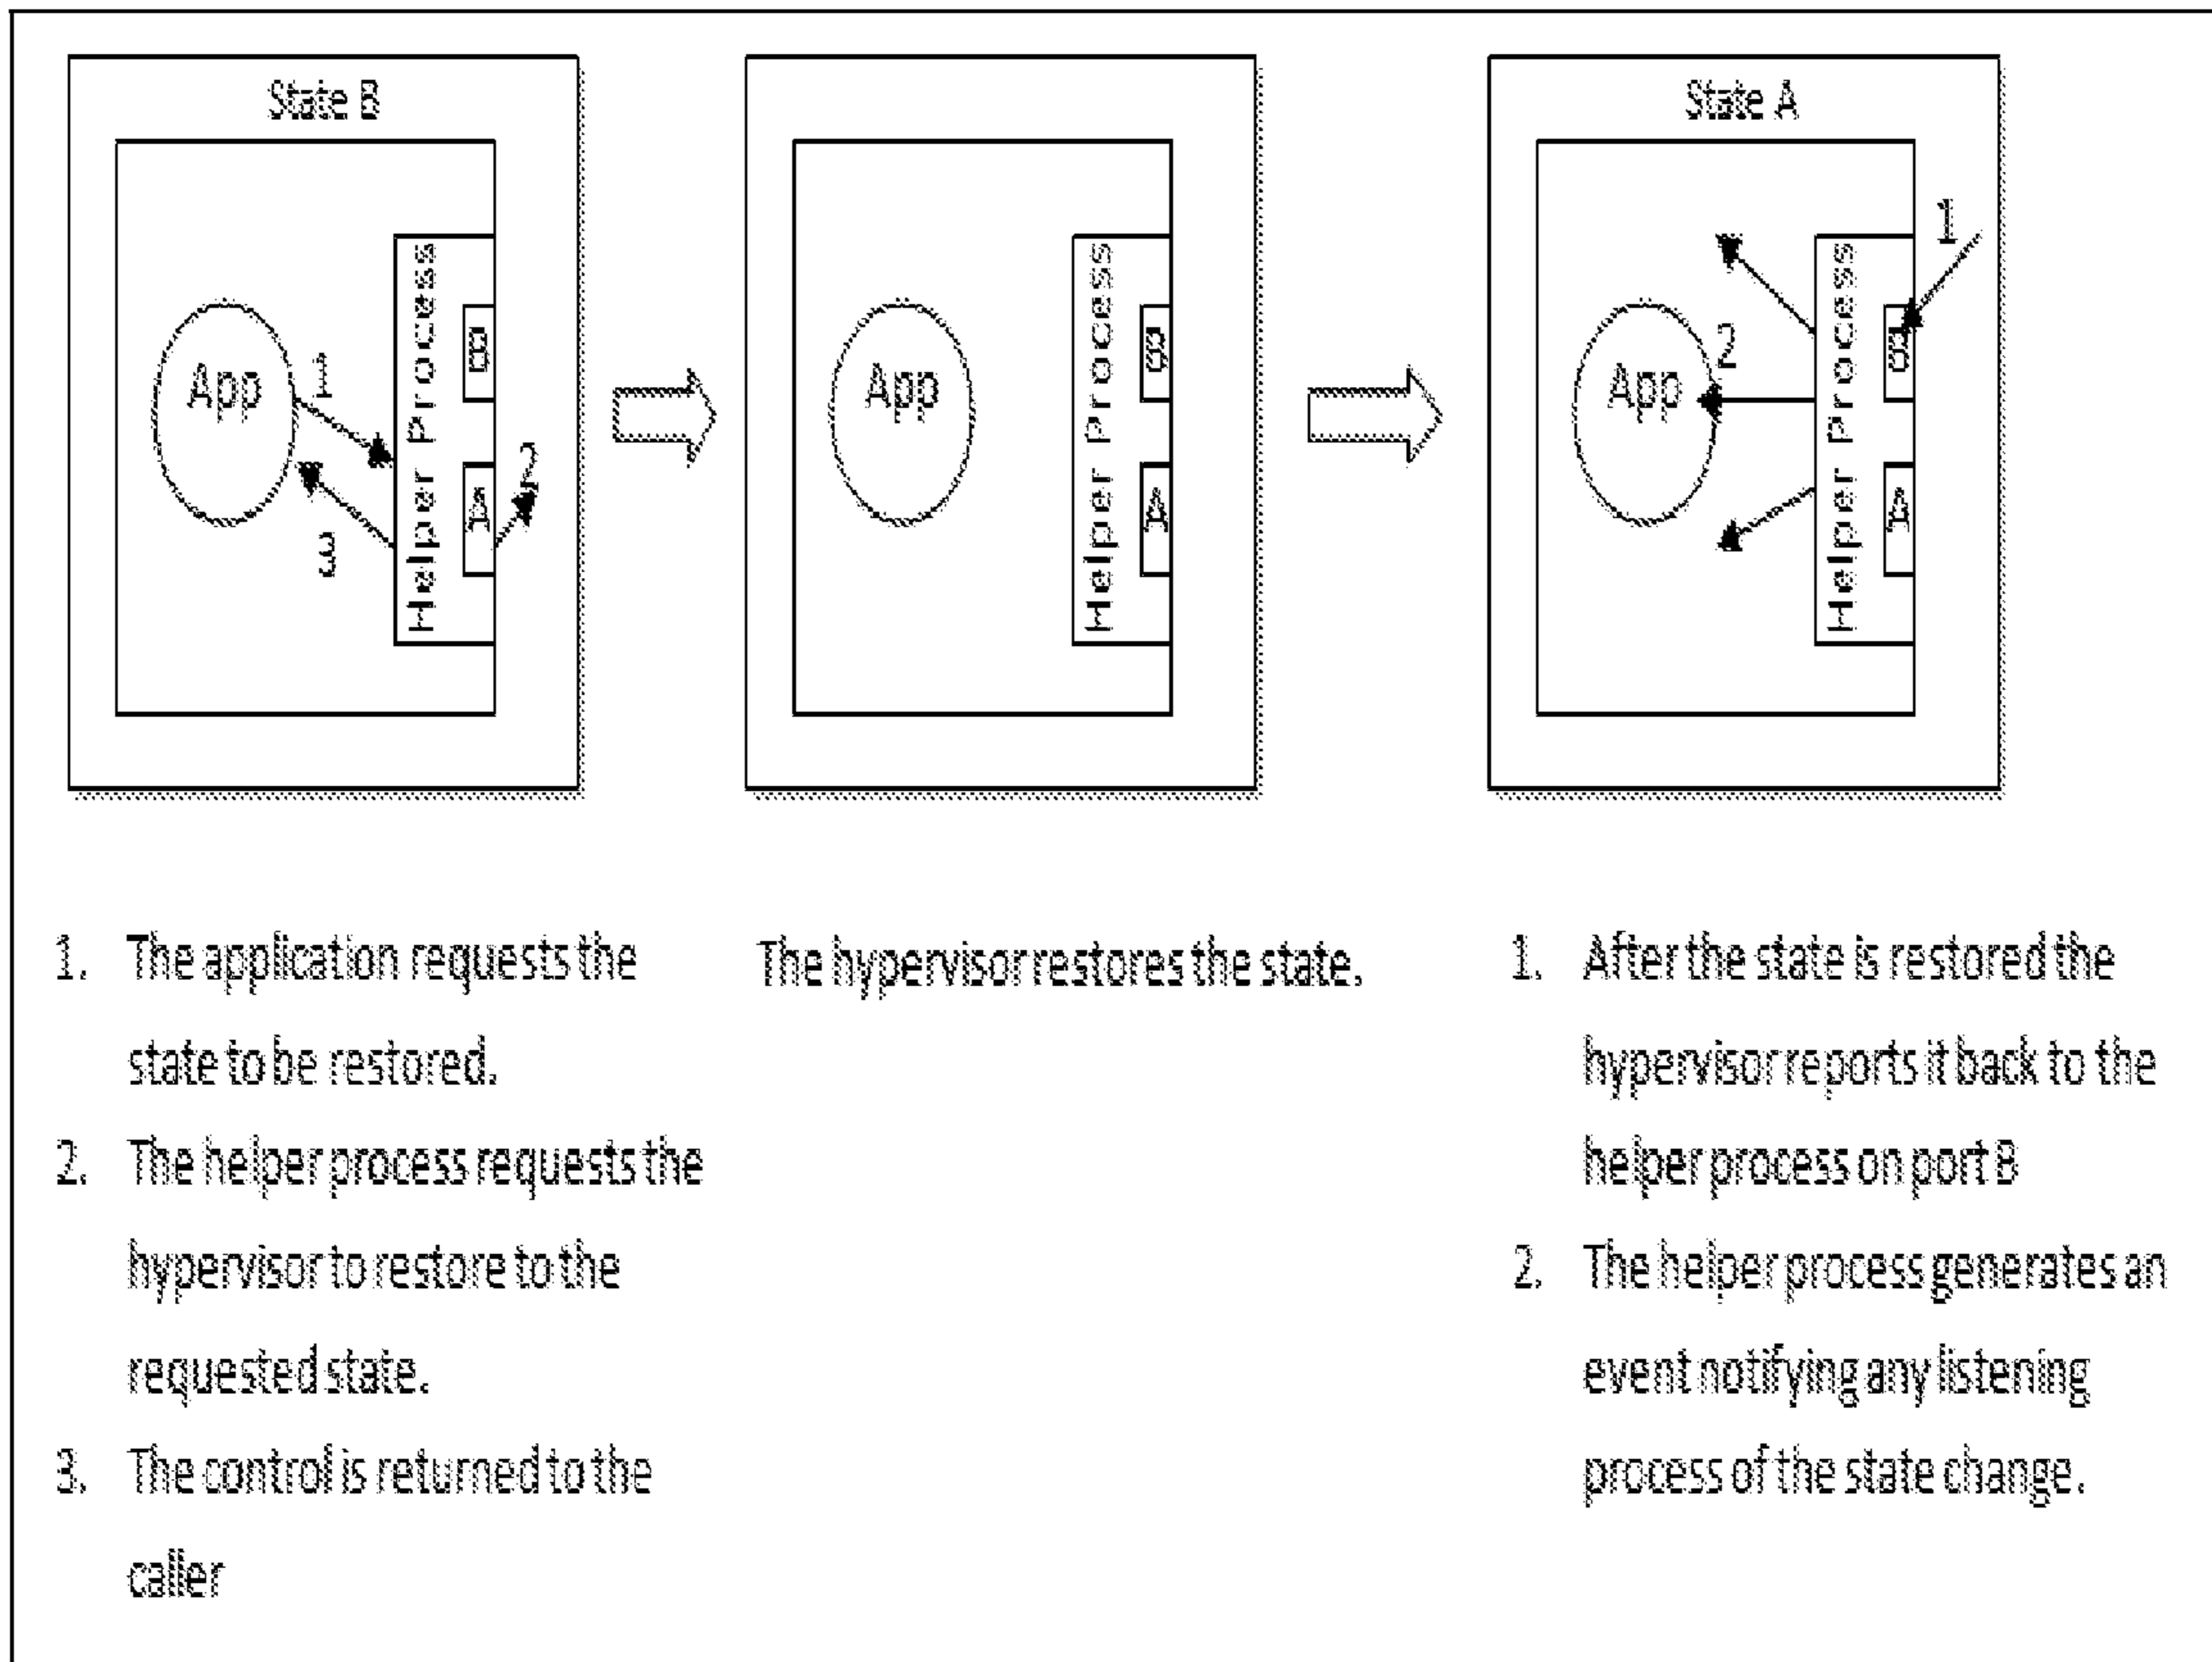 State B
App
1
2
3
Helper Process
B
A
App
Helper Process
B
A
State A
App
1
2
Helper Process
B
A
1. The application requests the
state to be restored.
2. The helper process requests the
hypervisor to restore to the
requested state.
3. The control is returned to the
caller
The hypervisor restores the state.
1. After the state is restored the
hypervisor reports it back to the
helper process on port B
2. The helper process generates an
event notifying any listening
process of the state change.